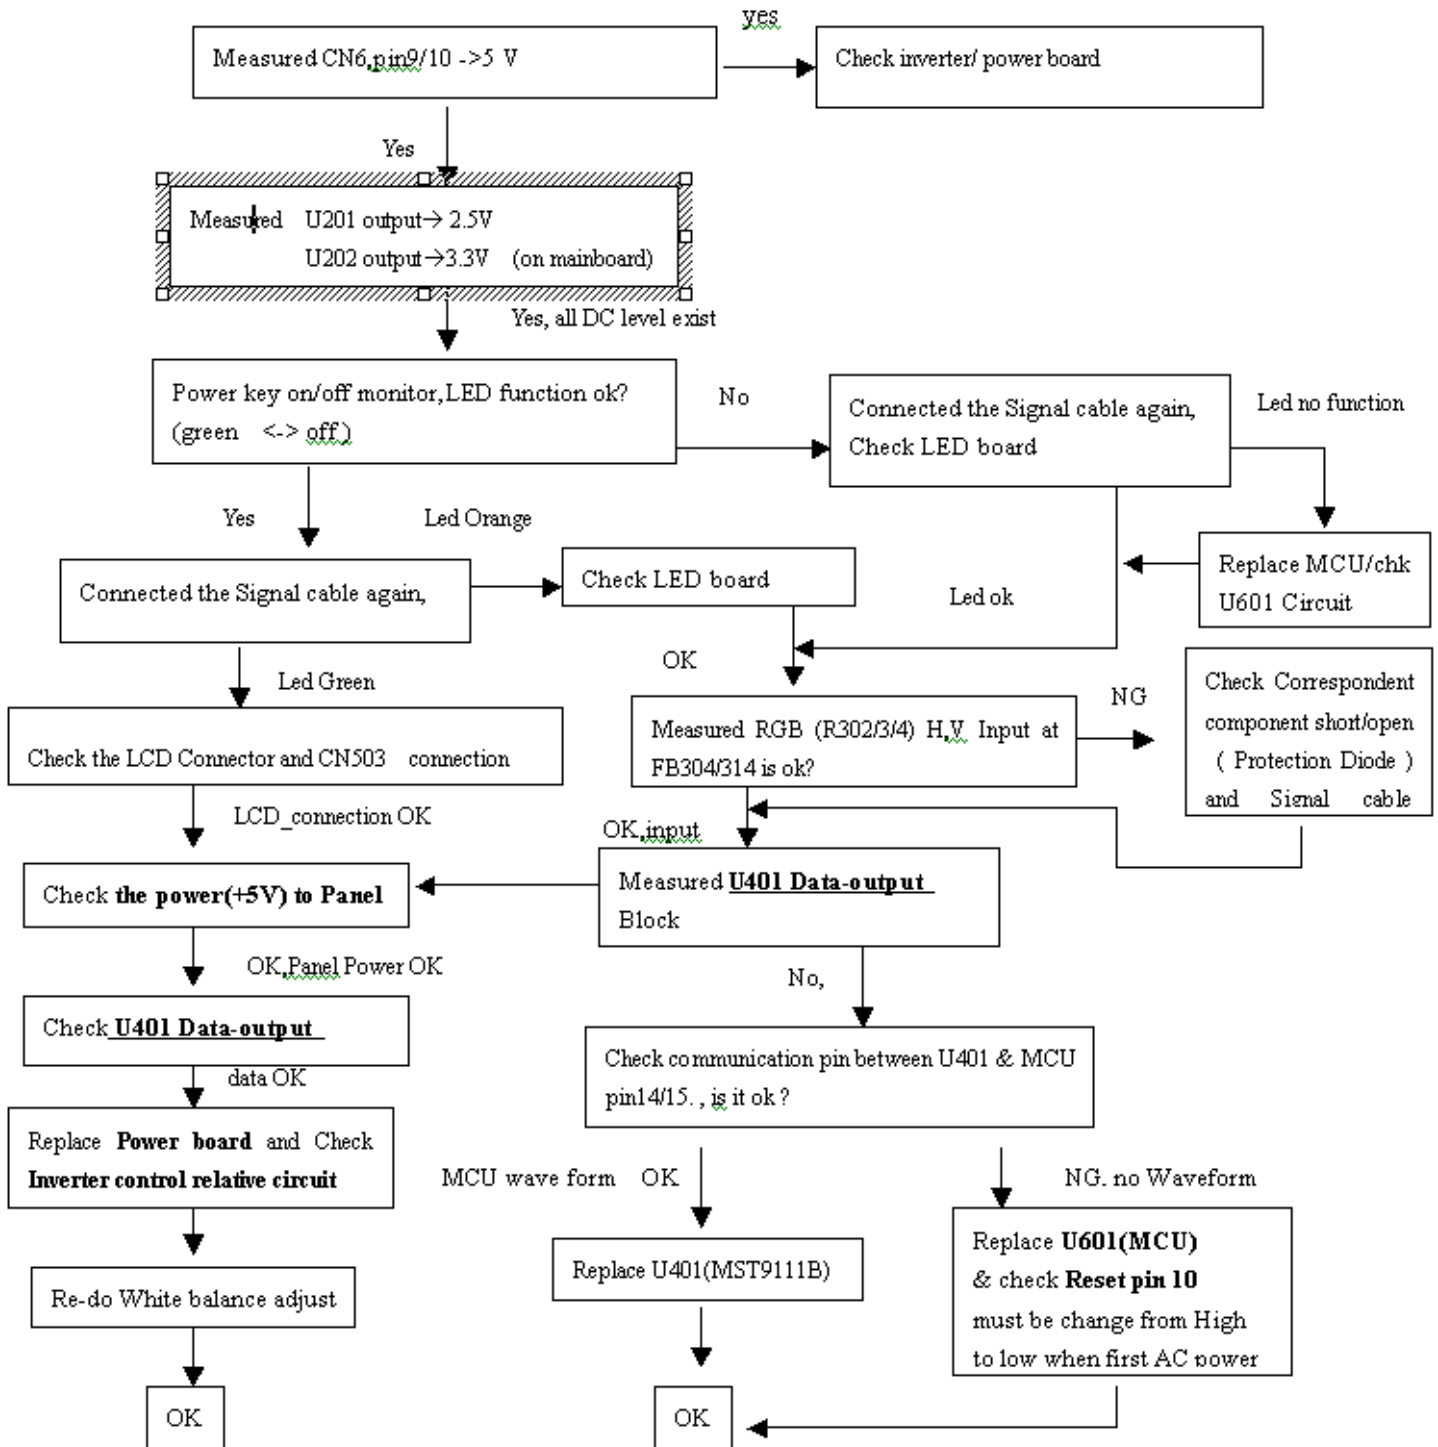 yes
Measured CN6,pin9/10 ->5 V
Check inverter/ power board
Yes
Measured U201 output→ 2.5V
U202 output→3.3V (on mainboard)
Yes, all DC level exist
Power key on/off monitor,LED function ok?
(green <-> off)
No
Connected the Signal cable again,
Check LED board
Led no function
Yes
Led Orange
Connected the Signal cable again,
Check LED board
Led ok
Replace MCU/chk
U601 Circuit
OK
Led Green
NG
Check Correspondent
component short/open
( Protection Diode )
and Signal cable
Measured RGB (R302/3/4) H,V Input at
FB304/314 is ok?
Check the LCD Connector and CN503 connection
LCD_connection OK
OK,input
Check the power(+5V) to Panel
Measured U401 Data-output
Block
OK,Panel Power OK
No,
Check U401 Data-output
data OK
Check communication pin between U401 & MCU
pin14/15. , is it ok ?
Replace Power board and Check
Inverter control relative circuit
MCU wave form OK
NG. no Waveform
Replace U401(MST9111B)
Replace U601(MCU)
& check Reset pin 10
must be change from High
to low when first AC power
Re-do White balance adjust
OK
OK